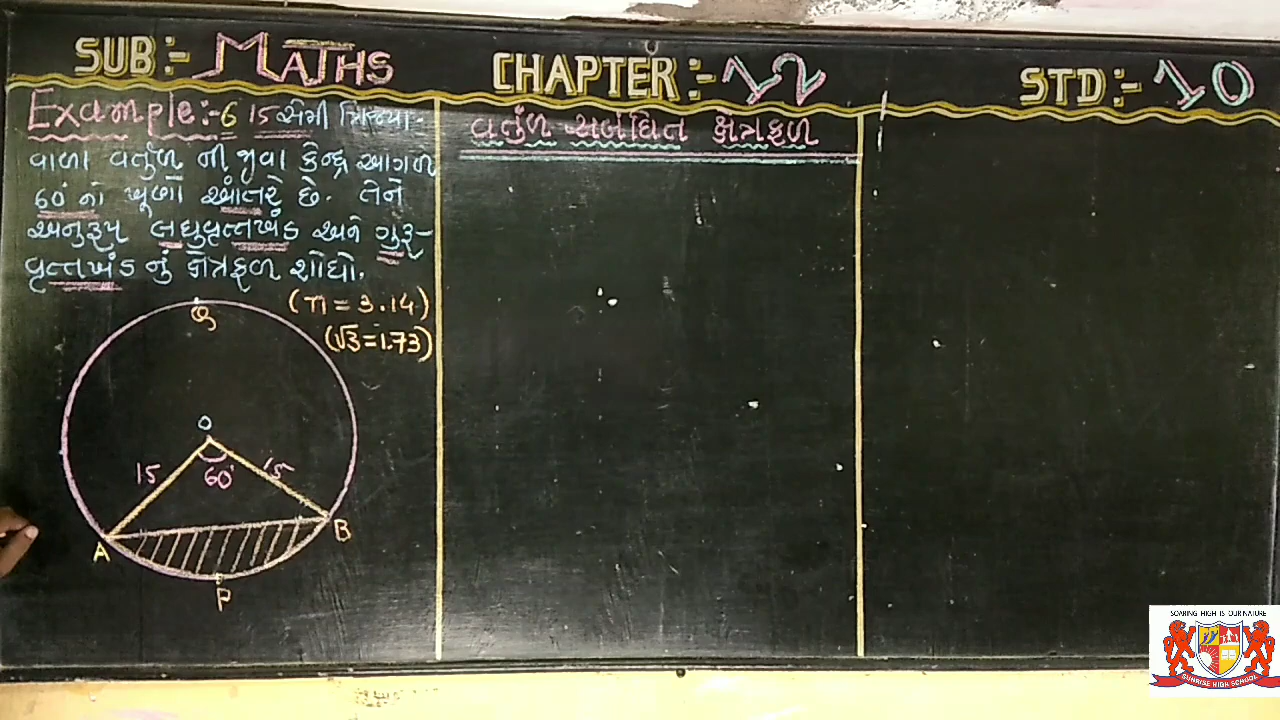 SUB:- MATHS
CHAPTER:- 12
STD:- 10
Example:-6 15 સેમી ત્રિજ્યા-
વાળા વર્તુળ ની જીવા કેન્દ્ર આગળ
60° નો ખૂણો આંતરે છે. તેને
અનુરૂપ લઘુવૃત્તખંડ અને ગુરૂ-
વૃત્તખંડ નું ક્ષેત્રફળ શોધો.
(π = 3.14)
(√3=1.73)
Q
O
15
60°
15
A
B
P
વર્તુળ સબંધિત ક્ષેત્રફળ
SOARING HIGH IS OUR NATURE
SUNRISE HIGH SCHOOL